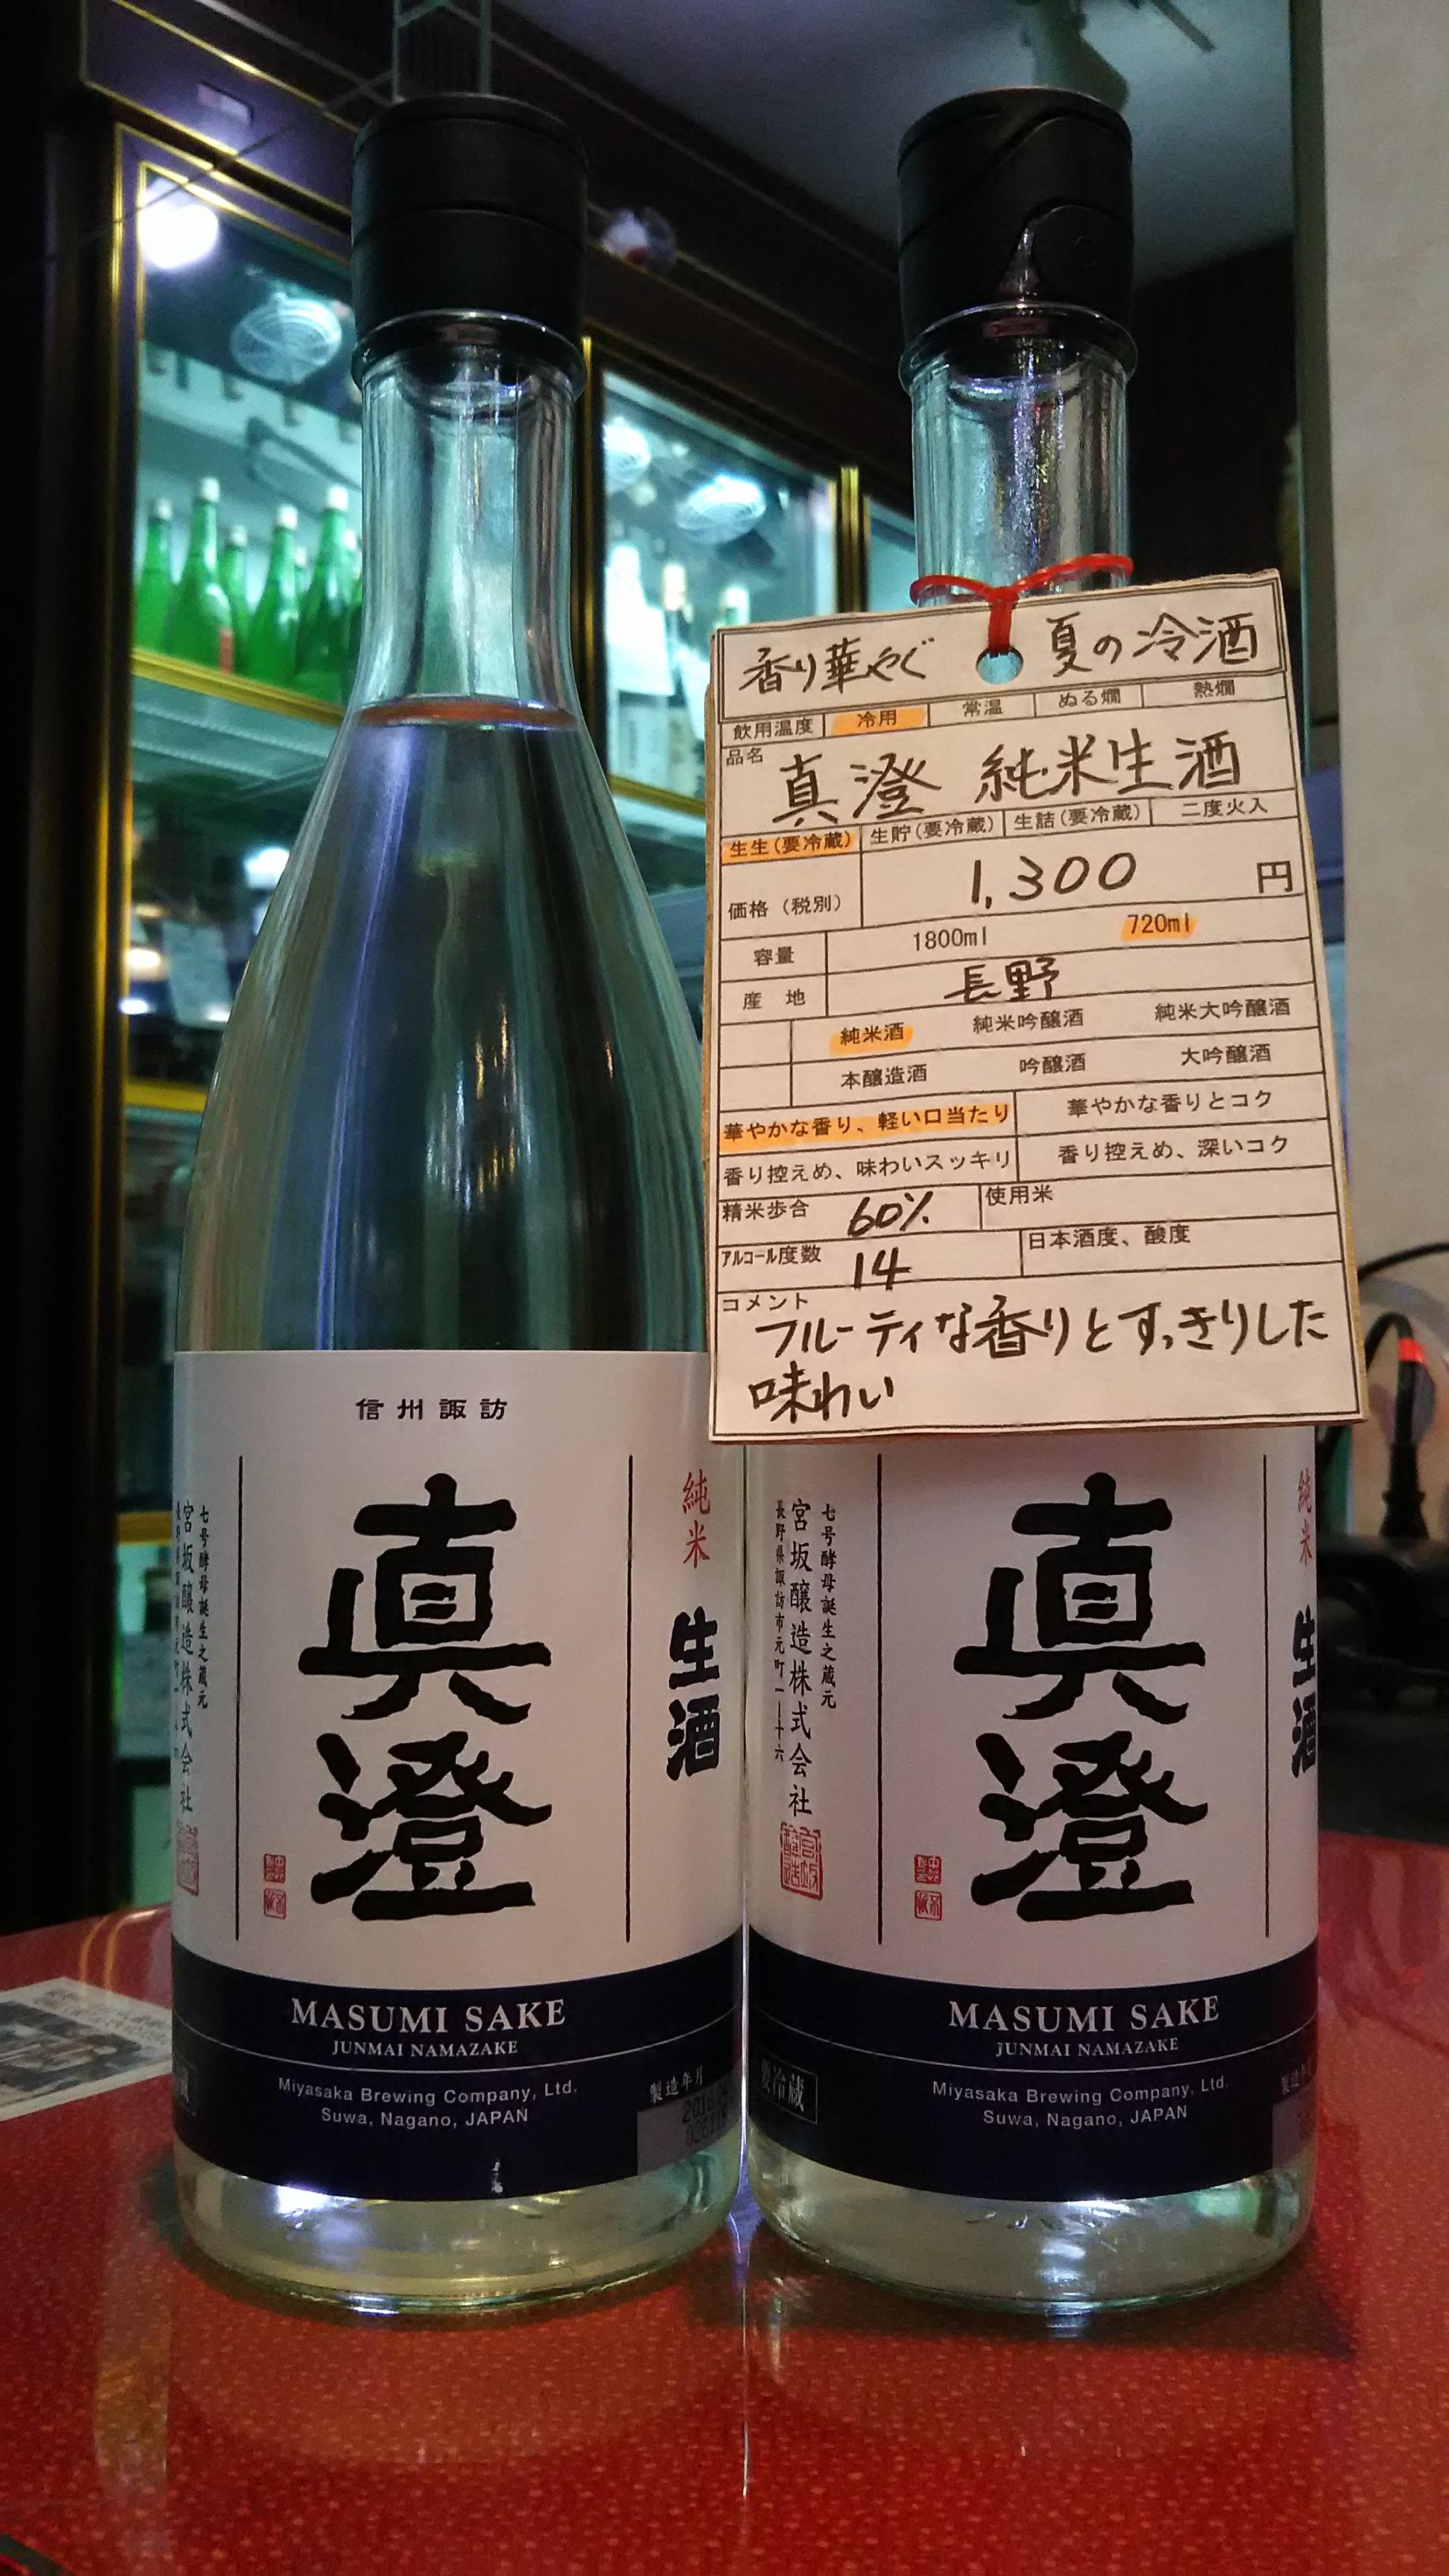 香り華やぐ 夏の冷酒
飲用温度 冷用 常温 ぬる燗 熱燗
品名
真澄 純米生酒
生生(要冷蔵) 生貯(要冷蔵) 生詰(要冷蔵) 二度火入
価格(税別) 1,300 円
容量 1800ml 720ml
産地 長野
純米酒 純米吟醸酒 純米大吟醸酒
本醸造酒 吟醸酒 大吟醸酒
華やかな香り、軽い口当たり 華やかな香りとコク
香り控えめ、味わいスッキリ 香り控えめ、深いコク
精米歩合 60% 使用米
アルコール度数 14 日本酒度、酸度
コメント
フルーティな香りとすっきりした
味わい
信州諏訪
純米
生酒
真澄
七号酵母誕生之蔵元
宮坂醸造株式会社
MASUMI SAKE
JUNMAI NAMAZAKE
Miyasaka Brewing Company, Ltd.
Suwa, Nagano, JAPAN
製造年月
純米
生酒
真澄
七号酵母誕生之蔵元
宮坂醸造株式会社
長野県諏訪市元町一ー十六
MASUMI SAKE
JUNMAI NAMAZAKE
要冷蔵
Miyasaka Brewing Company, Ltd.
Suwa, Nagano, JAPAN